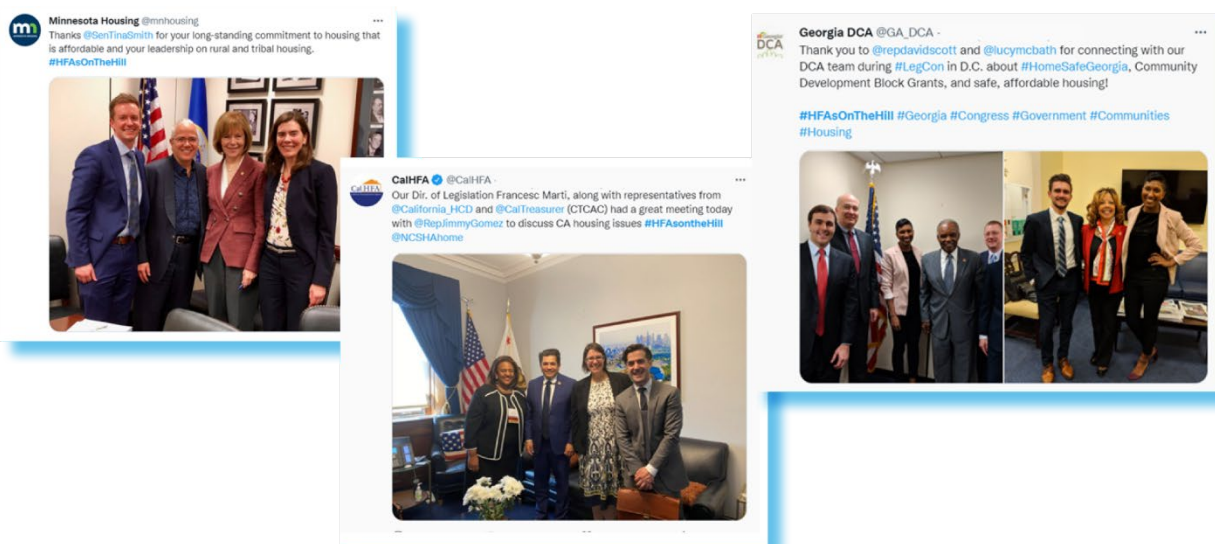 Minnesota Housing @mnhousing
Thanks @SenTinaSmith for your long-standing commitment to housing that
is affordable and your leadership on rural and tribal housing.
#HFAsOnTheHill
CalHFA @CalHFA ·
Our Dir. of Legislation Francesc Marti, along with representatives from
@California_HCD and @CalTreasurer (CTCAC) had a great meeting today
with @RepJimmyGomez to discuss CA housing issues #HFAsontheHill
@NCSHAhome
Georgia DCA @GA_DCA ·
Thank you to @repdavidscott and @lucymcbath for connecting with our
DCA team during #LegCon in D.C. about #HomeSafeGeorgia, Community
Development Block Grants, and safe, affordable housing!
#HFAsOnTheHill #Georgia #Congress #Government #Communities
#Housing
mn
CalHFA
Georgia
DCA